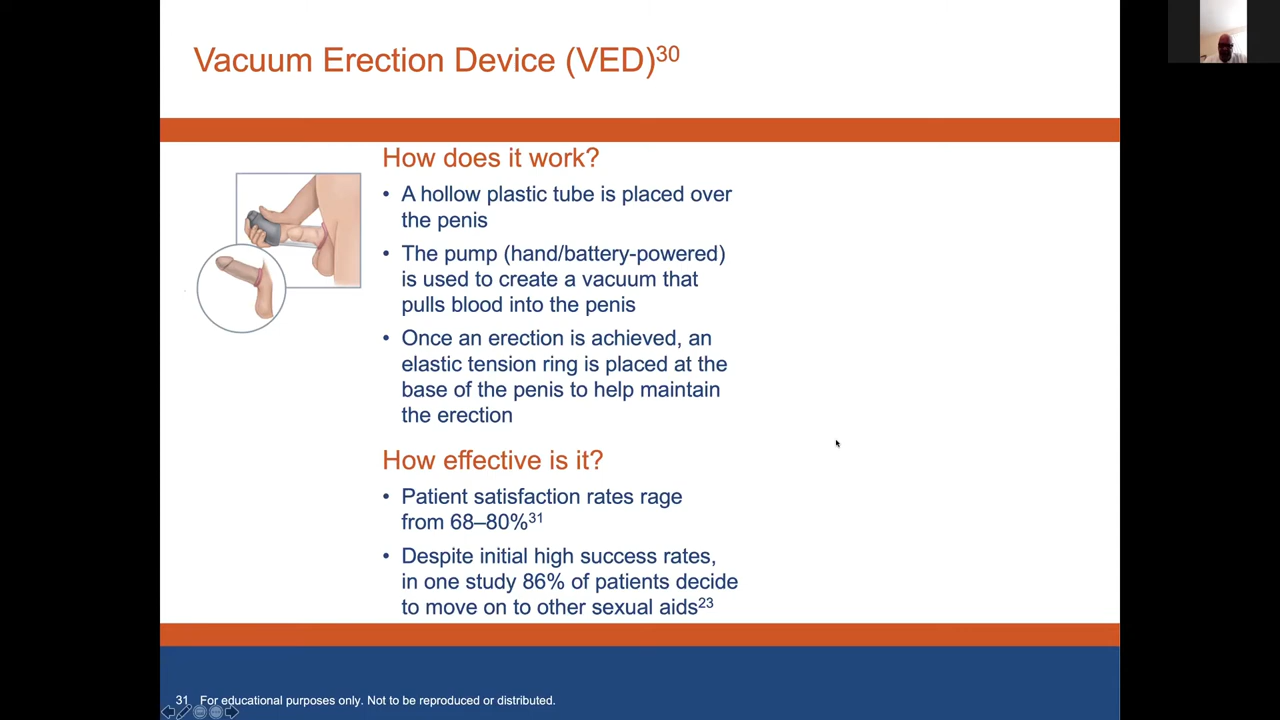 Vacuum Erection Device (VED)30
How does it work?
• A hollow plastic tube is placed over
the penis
• The pump (hand/battery-powered)
is used to create a vacuum that
pulls blood into the penis
• Once an erection is achieved, an
elastic tension ring is placed at the
base of the penis to help maintain
the erection
How effective is it?
• Patient satisfaction rates rage
from 68–80%31
• Despite initial high success rates,
in one study 86% of patients decide
to move on to other sexual aids23
31 For educational purposes only. Not to be reproduced or distributed.